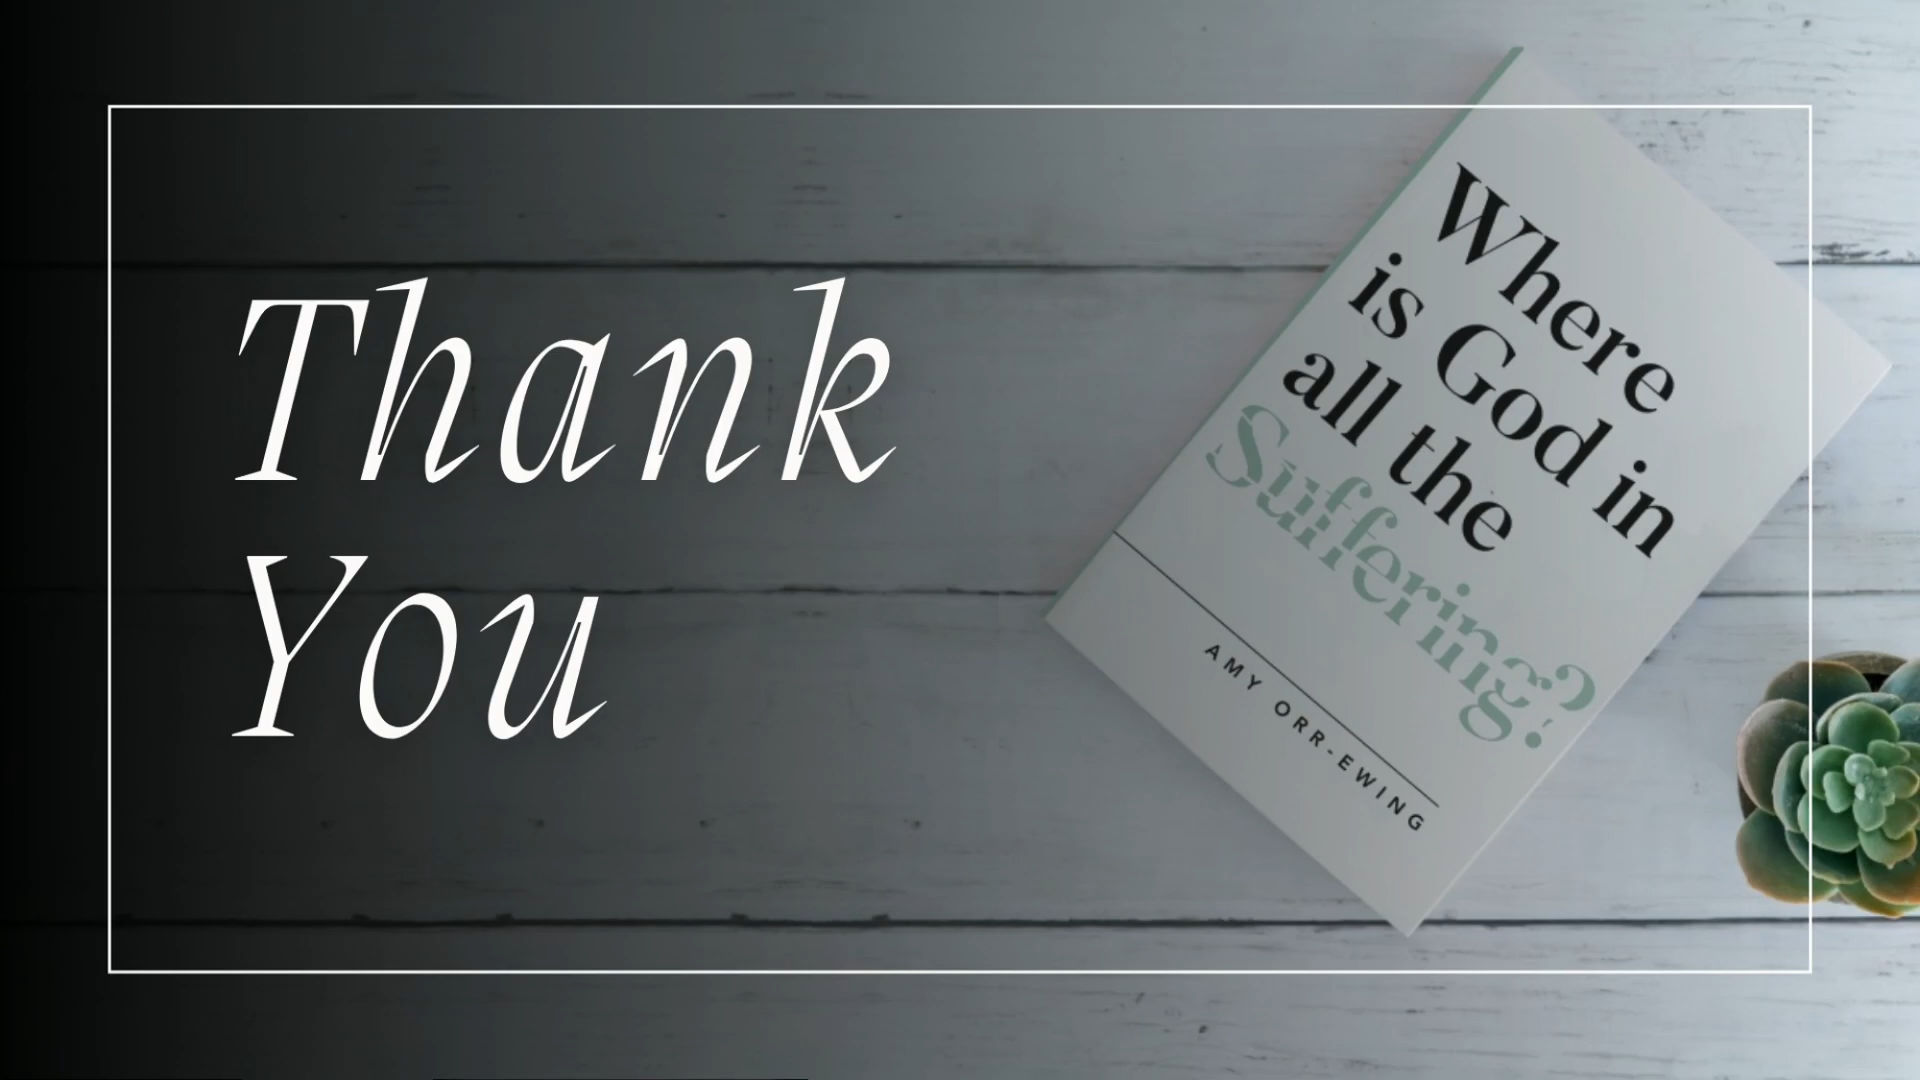 Thank
You
Where
is God in
all the
Suffering?
AMY ORR-EWING